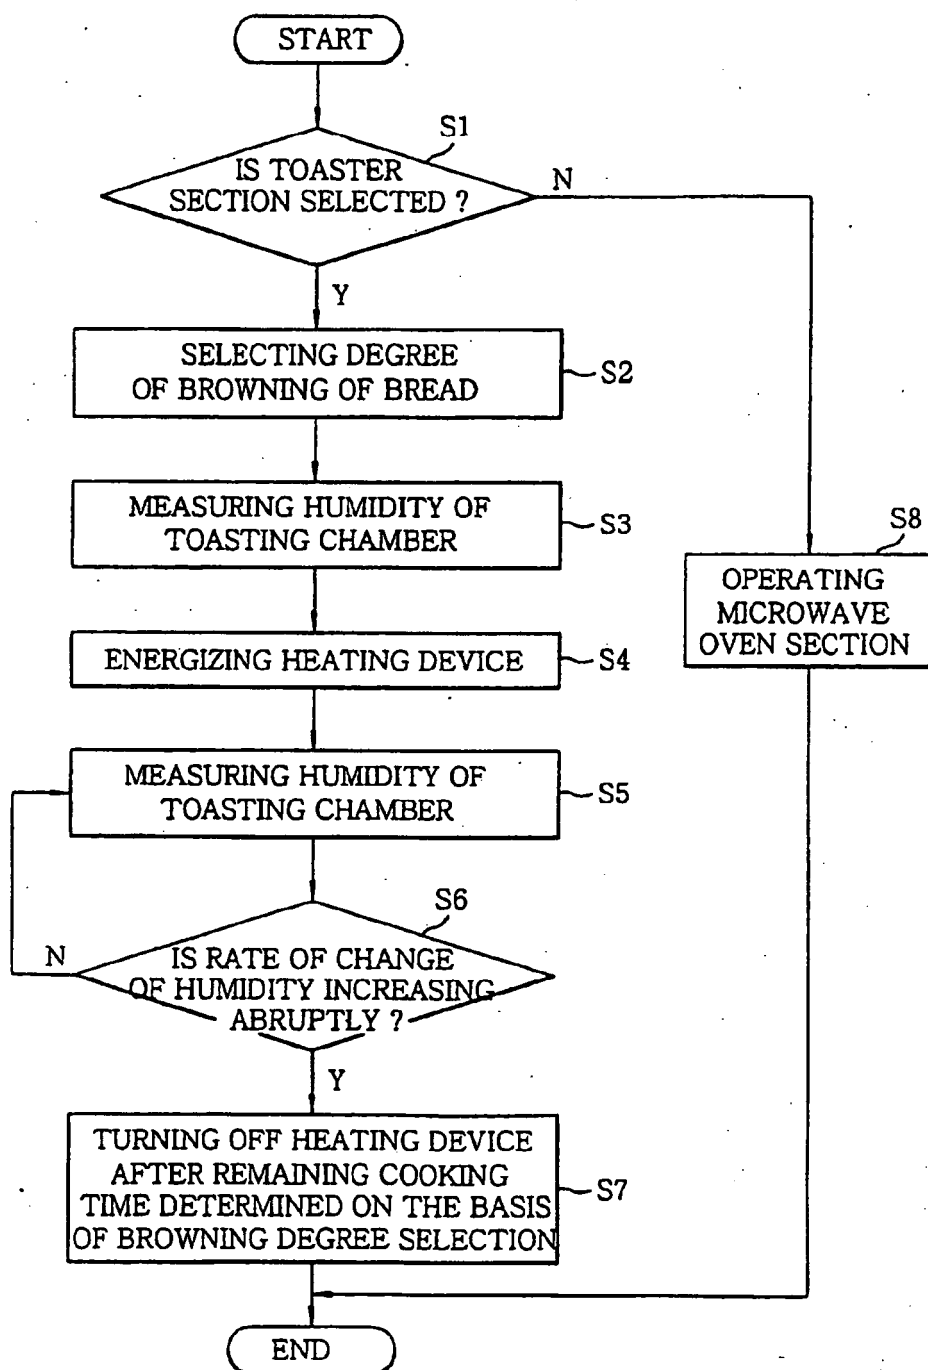 START
S1
IS TOASTER
SECTION SELECTED ?
N
Y
SELECTING DEGREE
OF BROWNING OF BREAD
S2
MEASURING HUMIDITY OF
TOASTING CHAMBER
S3
S8
OPERATING
MICROWAVE
OVEN SECTION
ENERGIZING HEATING DEVICE
S4
MEASURING HUMIDITY OF
TOASTING CHAMBER
S5
S6
N
IS RATE OF CHANGE
OF HUMIDITY INCREASING
ABRUPTLY ?
Y
TURNING OFF HEATING DEVICE
AFTER REMAINING COOKING
TIME DETERMINED ON THE BASIS
OF BROWNING DEGREE SELECTION
S7
END